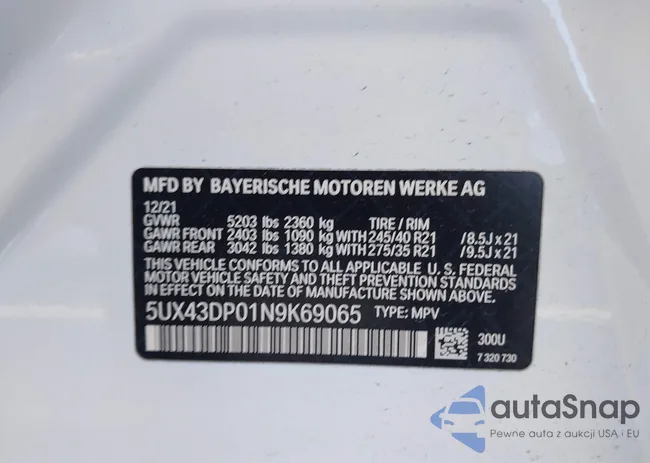 MFD BY BAYERISCHE MOTOREN WERKE AG
12/21
GVWR 5203 lbs 2360 kg TIRE / RIM
GAWR FRONT 2403 lbs 1090 kg WITH 245/40 R21 /8.5J x 21
GAWR REAR 3042 lbs 1380 kg WITH 275/35 R21 /9.5J x 21
THIS VEHICLE CONFORMS TO ALL APPLICABLE U. S. FEDERAL
MOTOR VEHICLE SAFETY AND THEFT PREVENTION STANDARDS
IN EFFECT ON THE DATE OF MANUFACTURE SHOWN ABOVE.
5UX43DP01N9K69065 TYPE: MPV
300U
7 320 730
autaSnap
Pewne auta z aukcji USA i EU